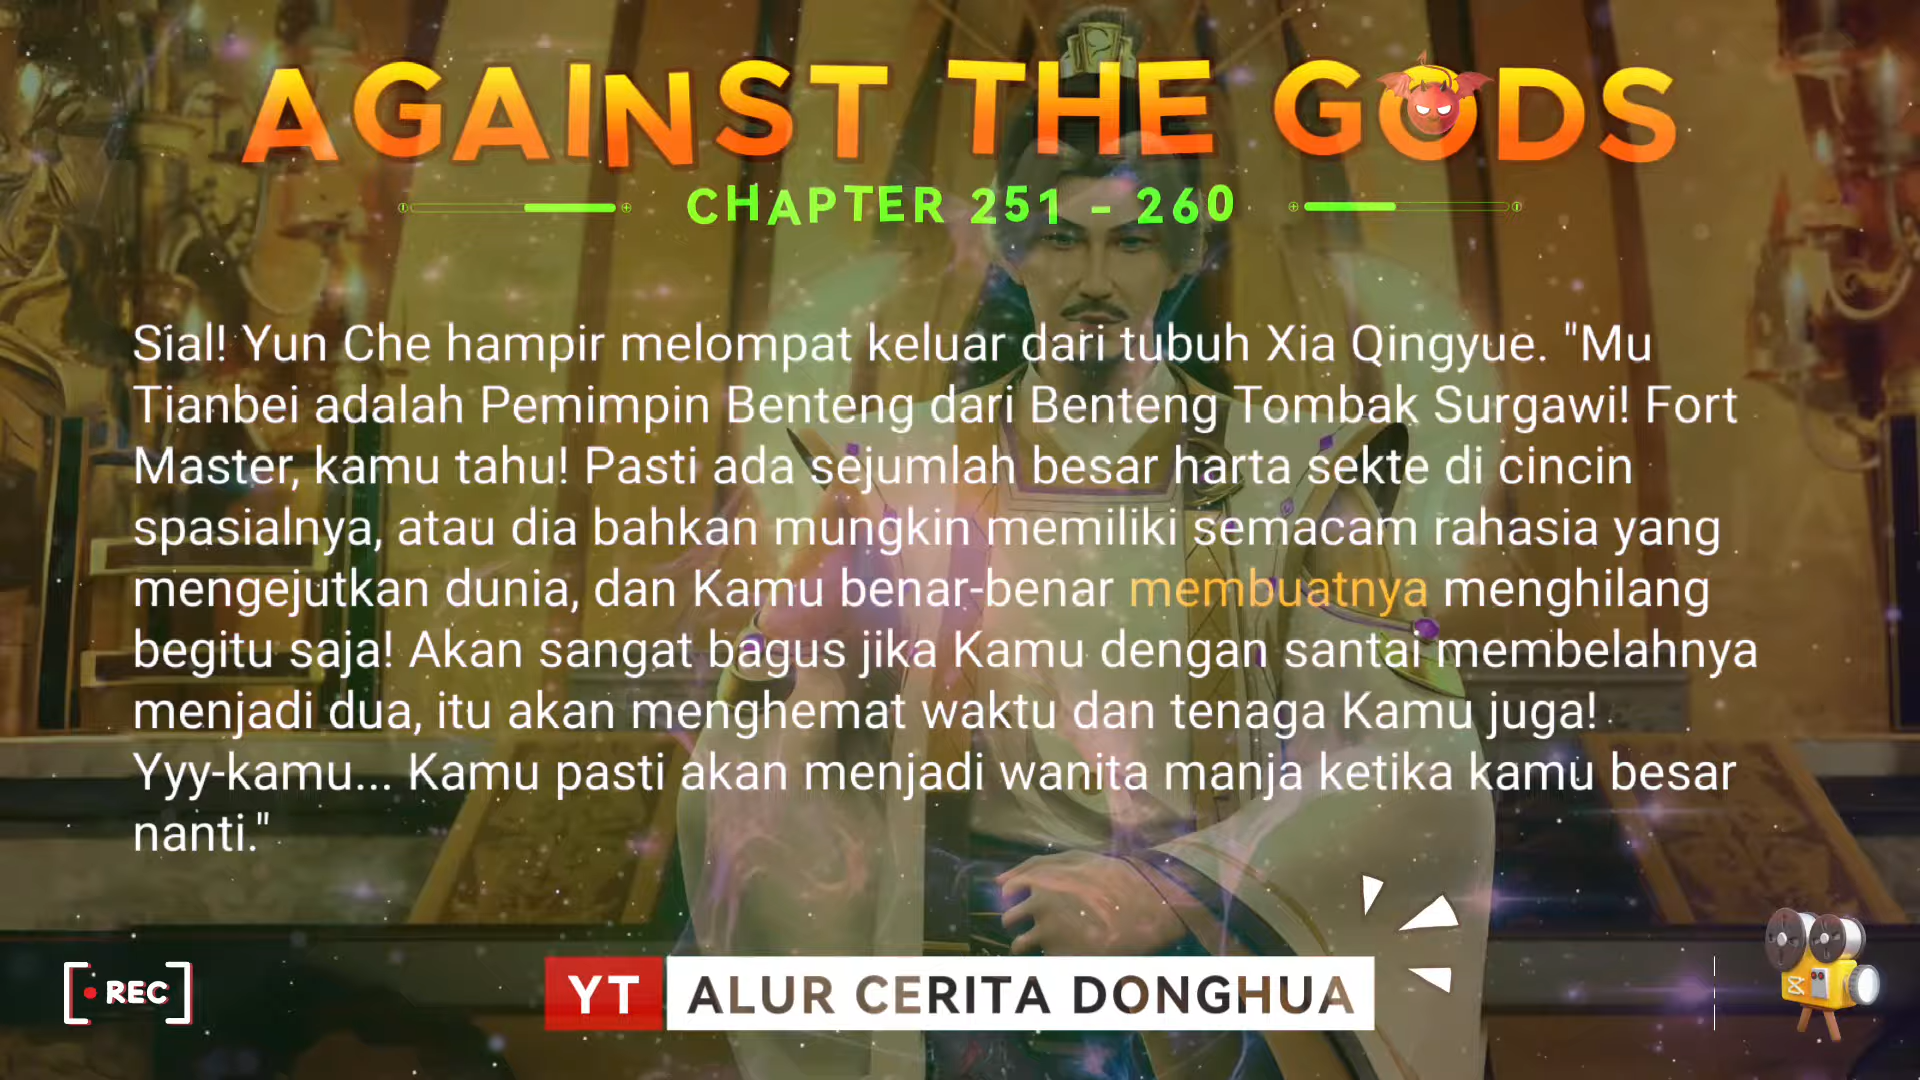 AGAINST THE GODS
CHAPTER 251 - 260
Sial! Yun Che hampir melompat keluar dari tubuh Xia Qingyue. "Mu
Tianbei adalah Pemimpin Benteng dari Benteng Tombak Surgawi! Fort
Master, kamu tahu! Pasti ada sejumlah besar harta sekte di cincin
spasialnya, atau dia bahkan mungkin memiliki semacam rahasia yang
mengejutkan dunia, dan Kamu benar-benar membuatnya menghilang
begitu saja! Akan sangat bagus jika Kamu dengan santai membelahnya
menjadi dua, itu akan menghemat waktu dan tenaga Kamu juga!
Yyy-kamu... Kamu pasti akan menjadi wanita manja ketika kamu besar
nanti."
REC
YT ALUR CERITA DONGHUA